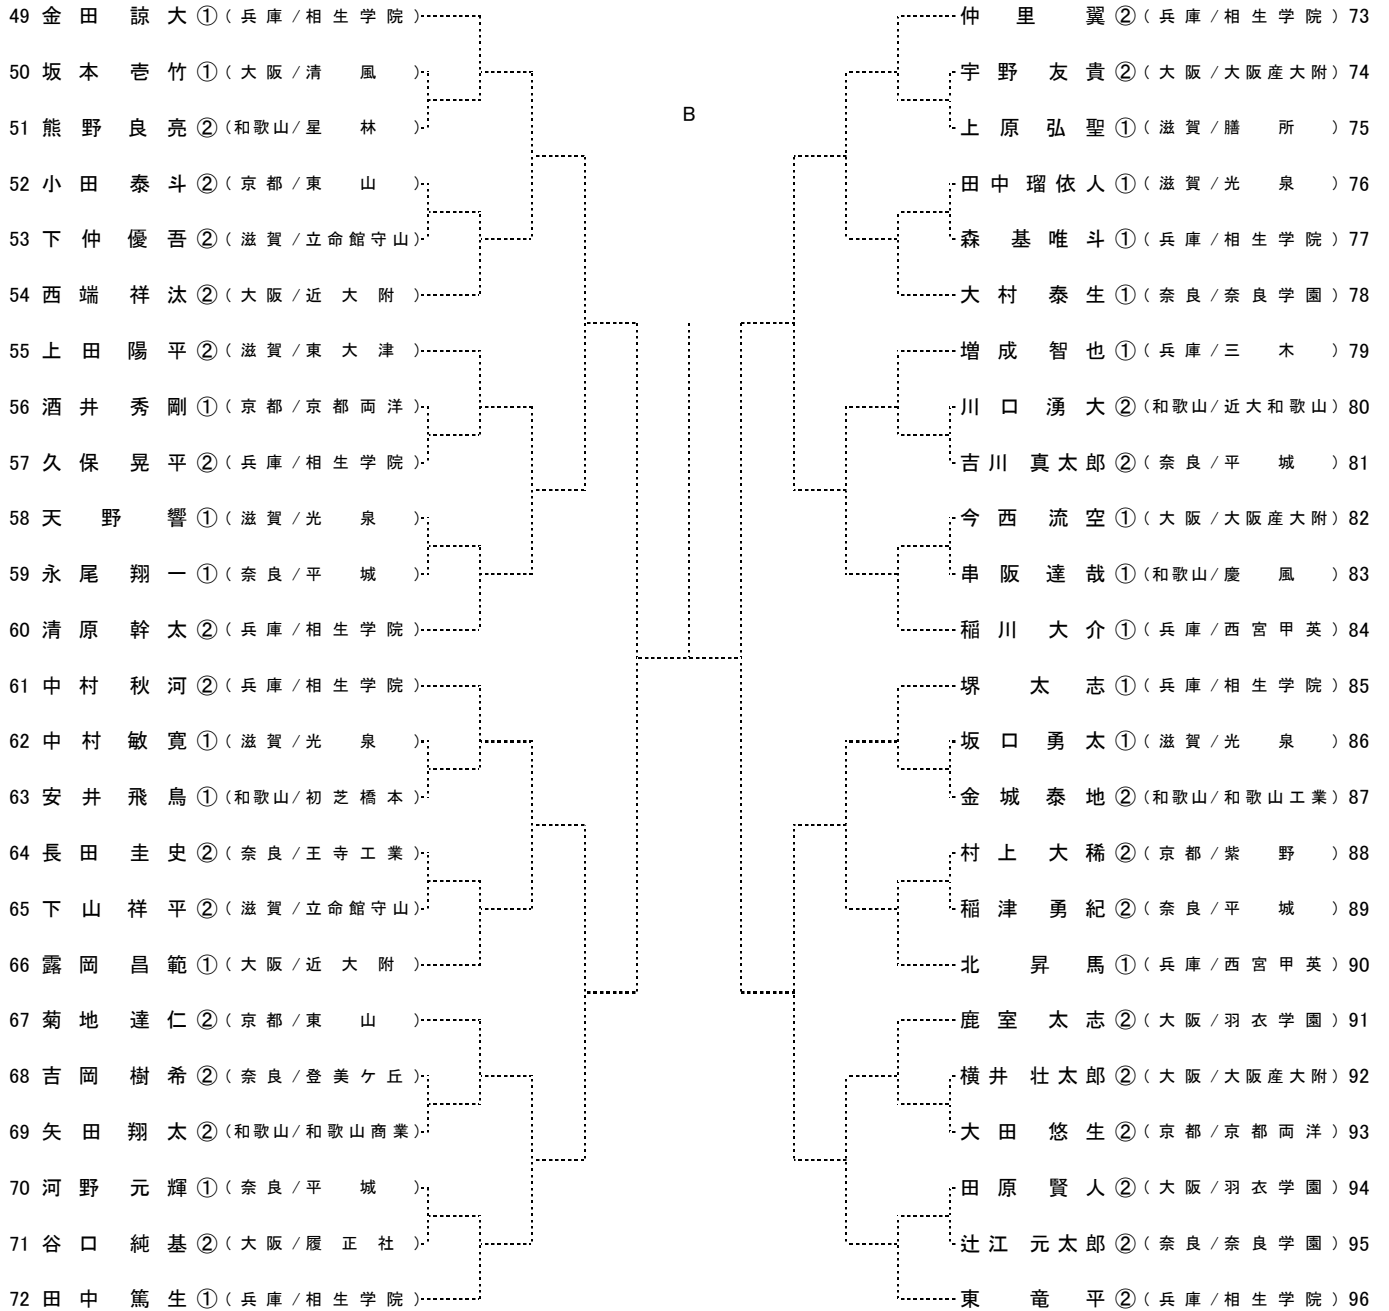 49 金田 諒大 ① (兵庫/相生学院)
50 坂本 壱竹 ① (大阪/清風)
51 熊野 良亮 ② (和歌山/星林)
52 小田 泰斗 ② (京都/東山)
53 下仲 優吾 ② (滋賀/立命館守山)
54 西端 祥汰 ② (大阪/近大附)
55 上田 陽平 ② (滋賀/東大津)
56 酒井 秀剛 ① (京都/京都両洋)
57 久保 晃平 ② (兵庫/相生学院)
58 天野 響 ① (滋賀/光泉)
59 永尾 翔一 ① (奈良/平城)
60 清原 幹太 ② (兵庫/相生学院)
61 中村 秋河 ② (兵庫/相生学院)
62 中村 敏寛 ① (滋賀/光泉)
63 安井 飛鳥 ① (和歌山/初芝橋本)
64 長田 圭史 ② (奈良/王寺工業)
65 下山 祥平 ② (滋賀/立命館守山)
66 露岡 昌範 ① (大阪/近大附)
67 菊地 達仁 ② (京都/東山)
68 吉岡 樹希 ② (奈良/登美ケ丘)
69 矢田 翔太 ② (和歌山/和歌山商業)
70 河野 元輝 ① (奈良/平城)
71 谷口 純基 ② (大阪/履正社)
72 田中 篤生 ① (兵庫/相生学院)
B
仲里 翼 ② (兵庫/相生学院) 73
宇野 友貴 ② (大阪/大阪産大附) 74
上原 弘聖 ① (滋賀/膳所) 75
田中 瑠依人 ① (滋賀/光泉) 76
森 基唯斗 ① (兵庫/相生学院) 77
大村 泰生 ① (奈良/奈良学園) 78
増成 智也 ① (兵庫/三木) 79
川口 湧大 ② (和歌山/近大和歌山) 80
吉川 真太郎 ② (奈良/平城) 81
今西 流空 ① (大阪/大阪産大附) 82
串阪 達哉 ① (和歌山/慶風) 83
稲川 大介 ① (兵庫/西宮甲英) 84
堺 太志 ① (兵庫/相生学院) 85
坂口 勇太 ① (滋賀/光泉) 86
金城 泰地 ② (和歌山/和歌山工業) 87
村上 大稀 ② (京都/紫野) 88
稲津 勇紀 ② (奈良/平城) 89
北 昇馬 ① (兵庫/西宮甲英) 90
鹿室 太志 ② (大阪/羽衣学園) 91
横井 壮太郎 ② (大阪/大阪産大附) 92
大田 悠生 ② (京都/京都両洋) 93
田原 賢人 ② (大阪/羽衣学園) 94
辻江 元太郎 ② (奈良/奈良学園) 95
東 竜平 ② (兵庫/相生学院) 96